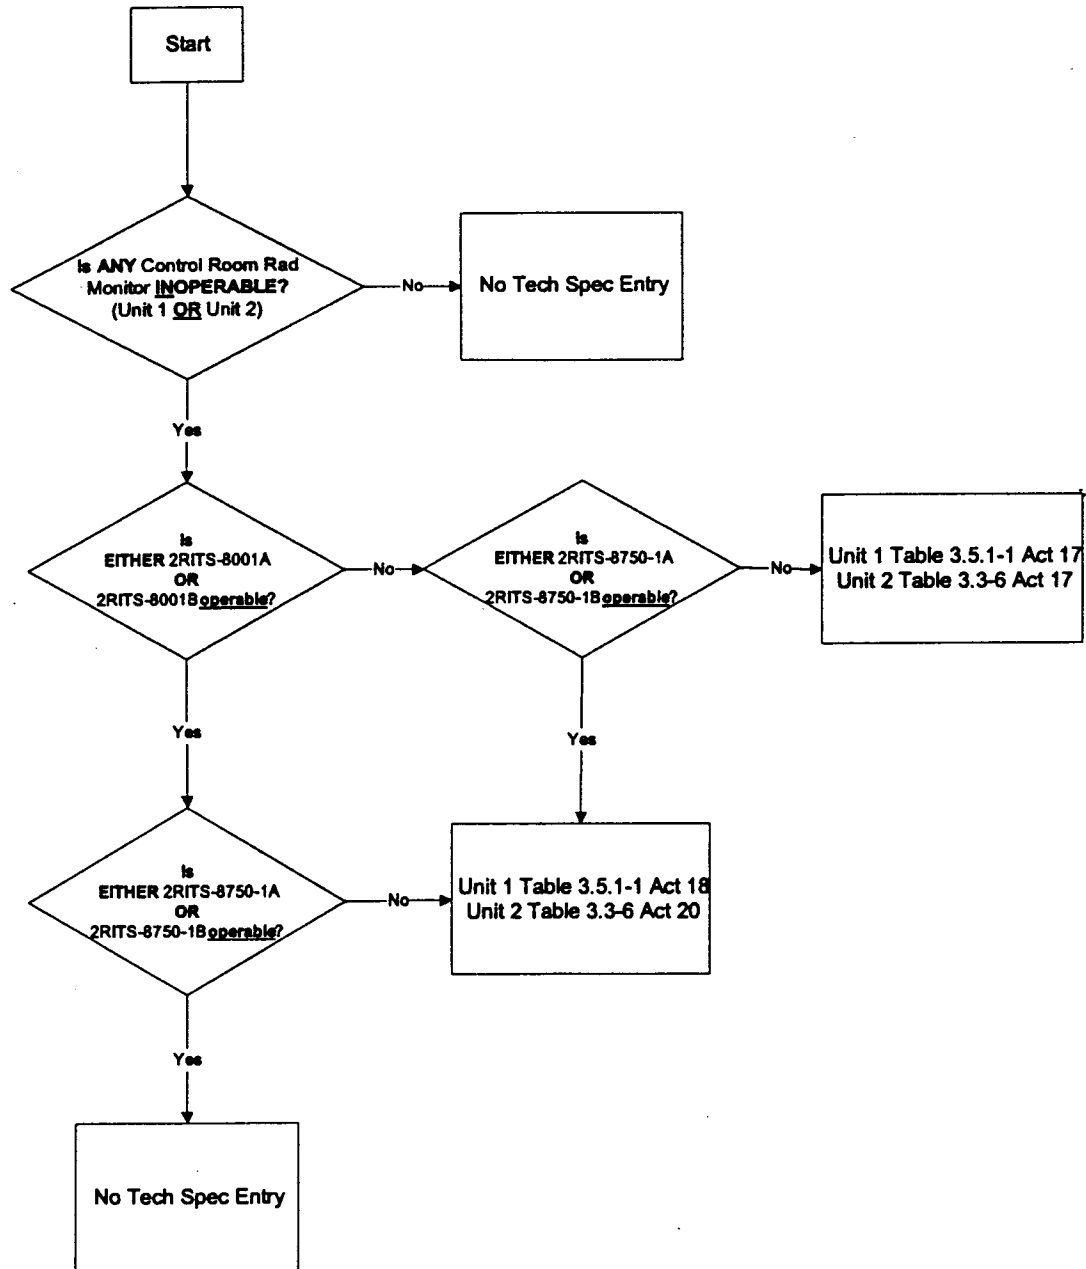 Start
Is ANY Control Room Rad
Monitor INOPERABLE?
(Unit 1 OR Unit 2)
No
No Tech Spec Entry
Yes
Is
EITHER 2RITS-8001A
OR
2RITS-8001B operable?
No
Is
EITHER 2RITS-8750-1A
OR
2RITS-8750-1B operable?
No
Unit 1 Table 3.5.1-1 Act 17
Unit 2 Table 3.3-6 Act 17
Yes
Yes
Is
EITHER 2RITS-8750-1A
OR
2RITS-8750-1B operable?
No
Unit 1 Table 3.5.1-1 Act 18
Unit 2 Table 3.3-6 Act 20
Yes
No Tech Spec Entry